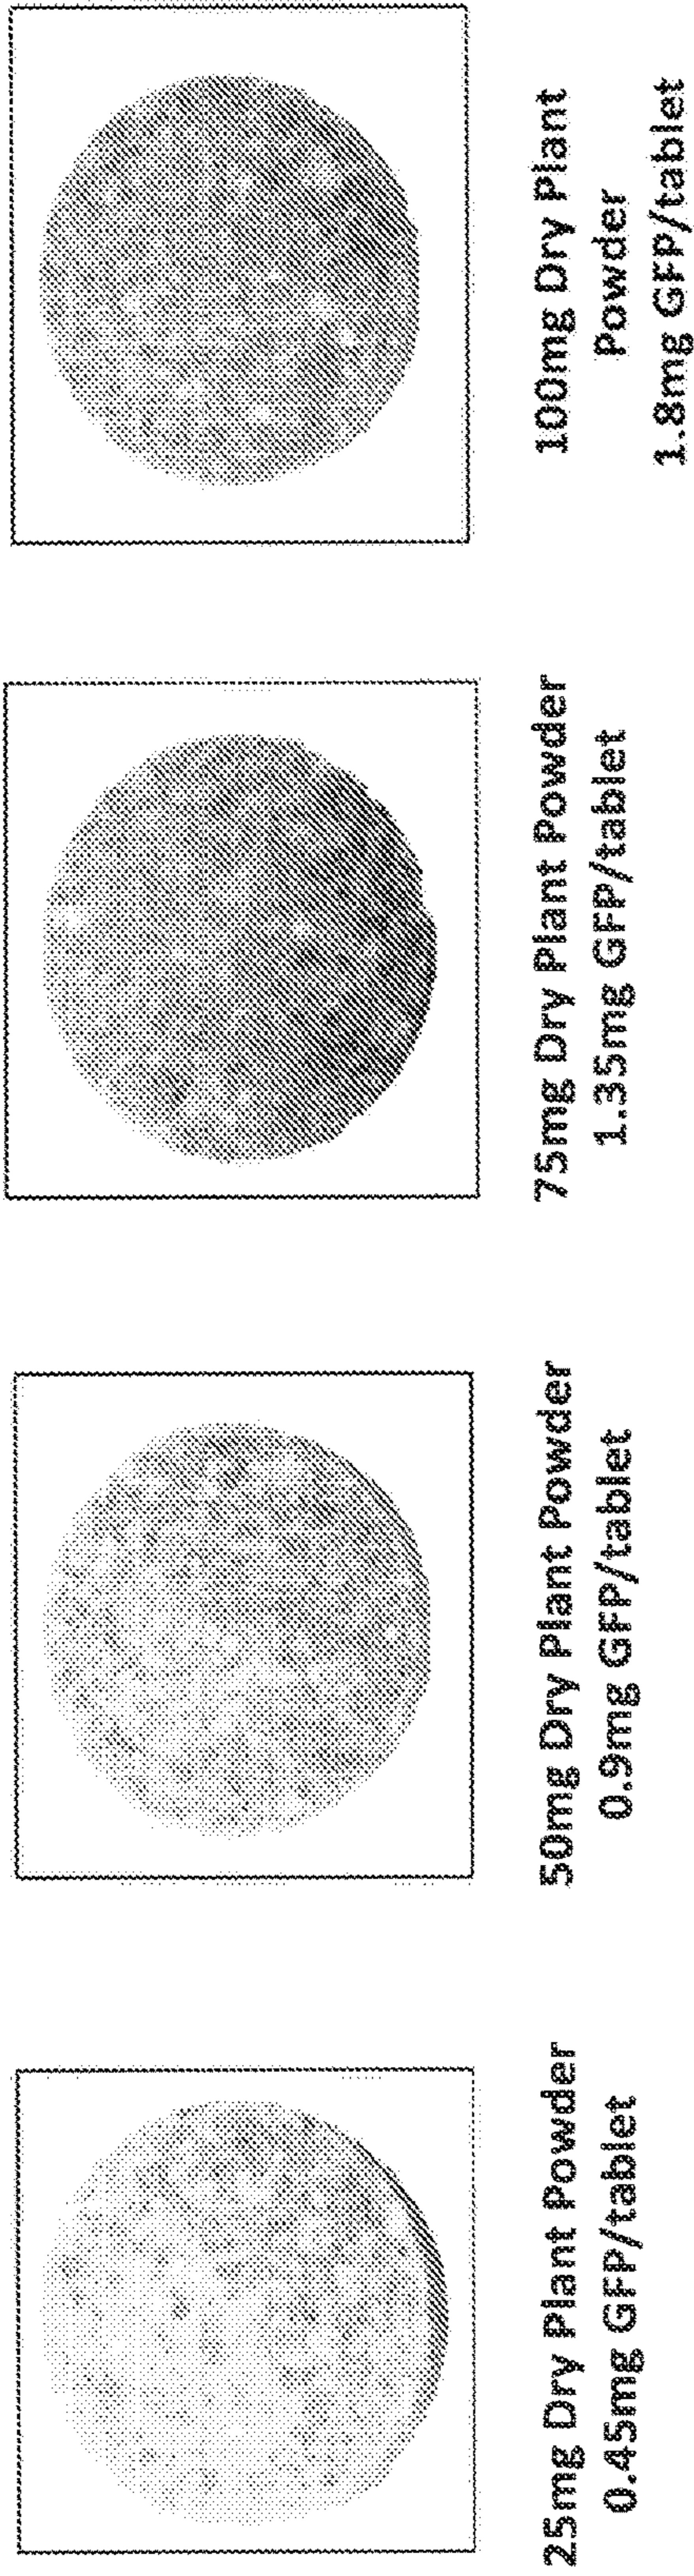 25mg Dry Plant Powder
0.45mg GFP/tablet
50mg Dry Plant Powder
0.9mg GFP/tablet
75mg Dry Plant Powder
1.35mg GFP/tablet
100mg Dry Plant
Powder
1.8mg GFP/tablet